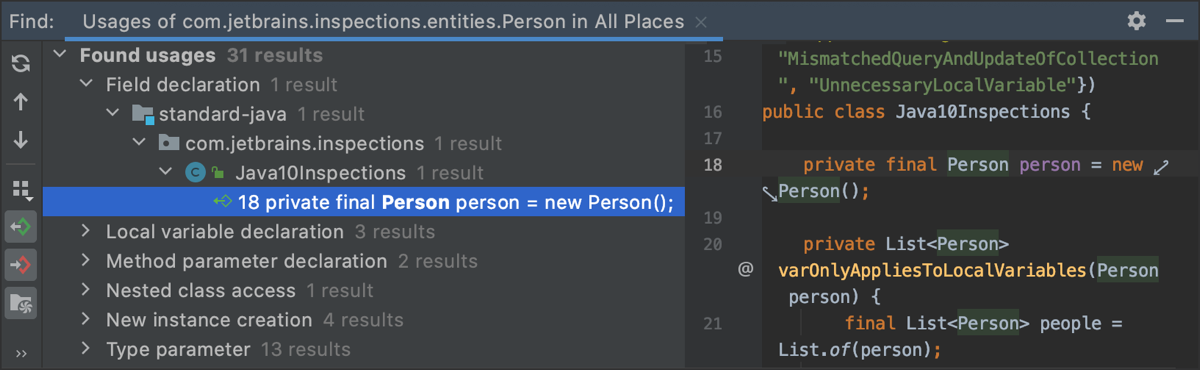 Find: Usages of com.jetbrains.inspections.entities.Person in All Places ×
Found usages 31 results
Field declaration 1 result
standard-java 1 result
com.jetbrains.inspections 1 result
Java10Inspections 1 result
18 private final Person person = new Person();
Local variable declaration 3 results
Method parameter declaration 2 results
Nested class access 1 result
New instance creation 4 results
Type parameter 13 results
15 "MismatchedQueryAndUpdateOfCollection
", "UnnecessaryLocalVariable"})
16 public class Java10Inspections {
17
18 private final Person person = new
Person();
19
20 private List<Person>
@ varOnlyAppliesToLocalVariables(Person
person) {
21 final List<Person> people =
List.of(person);